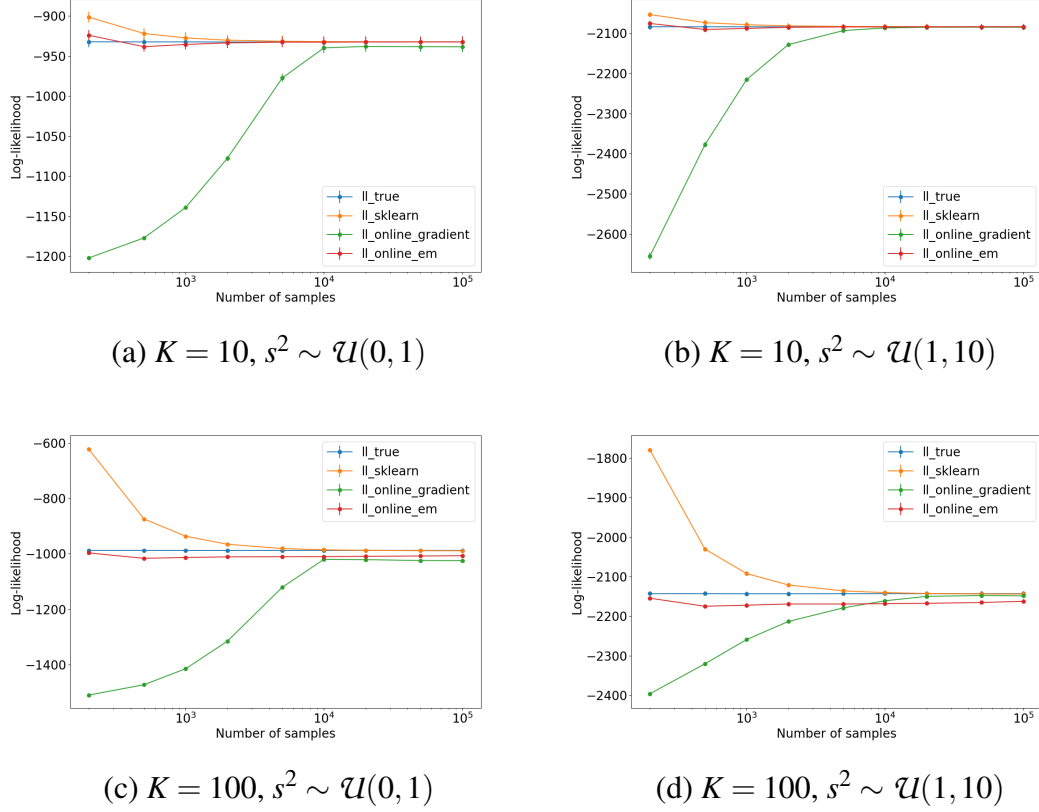 −900
−950
−1000
−1050
−1100
−1150
−1200
Log-likelihood
10³
10⁴
10⁵
Number of samples
ll_true
ll_sklearn
ll_online_gradient
ll_online_em
(a) K = 10, s² ∼ 𝒰(0, 1)
−2100
−2200
−2300
−2400
−2500
−2600
Log-likelihood
10³
10⁴
10⁵
Number of samples
ll_true
ll_sklearn
ll_online_gradient
ll_online_em
(b) K = 10, s² ∼ 𝒰(1, 10)
−600
−800
−1000
−1200
−1400
Log-likelihood
10³
10⁴
10⁵
Number of samples
ll_true
ll_sklearn
ll_online_gradient
ll_online_em
(c) K = 100, s² ∼ 𝒰(0, 1)
−1800
−1900
−2000
−2100
−2200
−2300
−2400
Log-likelihood
10³
10⁴
10⁵
Number of samples
ll_true
ll_sklearn
ll_online_gradient
ll_online_em
(d) K = 100, s² ∼ 𝒰(1, 10)